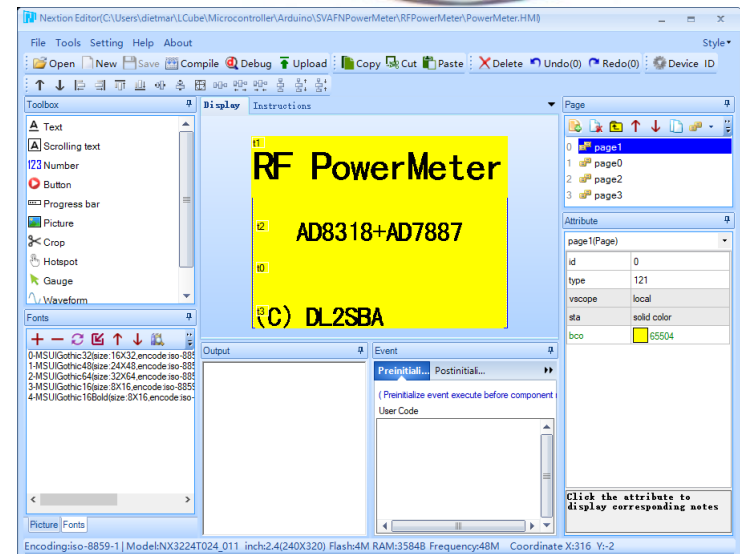 Nextion Editor(C:\Users\dietmar\LCube\Microcontroller\Arduino\SVAFNPowerMeter\RFPowerMeter\PowerMeter.HMI)
File Tools Setting Help About Style
Open New Save Compile Debug Upload Copy Cut Paste Delete Undo(0) Redo(0) Device ID
Toolbox
A Text
A Scrolling text
123 Number
Button
Progress bar
Picture
Crop
Hotspot
Gauge
Waveform
Fonts
0-MSUIGothic32(size:16X32,encode:iso-885
1-MSUIGothic48(size:24X48,encode:iso-885
2-MSUIGothic64(size:32X64,encode:iso-885
3-MSUIGothic16(size:8X16,encode:iso-8859
4-MSUIGothic16Bold(size:8X16,encode:iso-
Picture Fonts
Display Instructions
t1
RF PowerMeter
t2
AD8318+AD7887
t0
t3
(C) DL2SBA
Output
Event
Preinitiali... Postinitiali...
( Preinitialize event execute before component
User Code
Page
0 page1
1 page0
2 page2
3 page3
Attribute
page1(Page)
id 0
type 121
vscope local
sta solid color
bco 65504
Click the attribute to
display corresponding notes
Encoding:iso-8859-1 | Model:NX3224T024_011 inch:2.4(240X320) Flash:4M RAM:3584B Frequency:48M Coordinate X:316 Y:-2